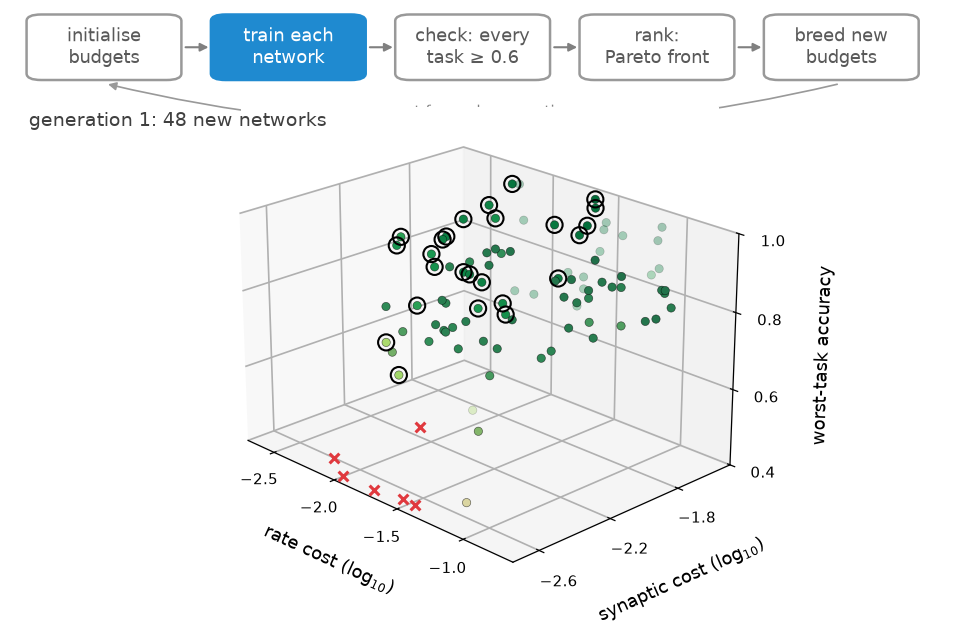 initialise
budgets
train each
network
check: every
task ≥ 0.6
rank:
Pareto front
breed new
budgets
generation 1: 48 new networks
1.0
0.8
0.6
0.4
worst-task accuracy
−2.5
−2.0
−1.5
−1.0
rate cost (log₁₀)
−1.8
−2.2
−2.6
synaptic cost (log₁₀)